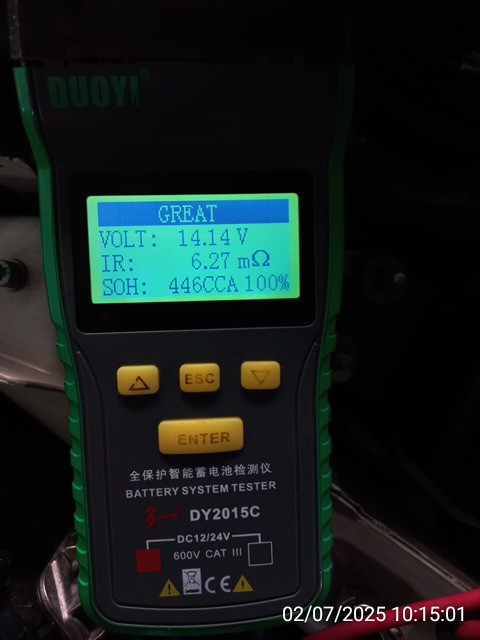 DUOYI®
GREAT
VOLT: 14.14 V
IR: 6.27 mΩ
SOH: 446CCA 100%
△ ESC ▽
ENTER
全保护智能蓄电池检测仪
BATTERY SYSTEM TESTER
DY2015C
DC12/24V
600V CAT III
CE
02/07/2025 10:15:01